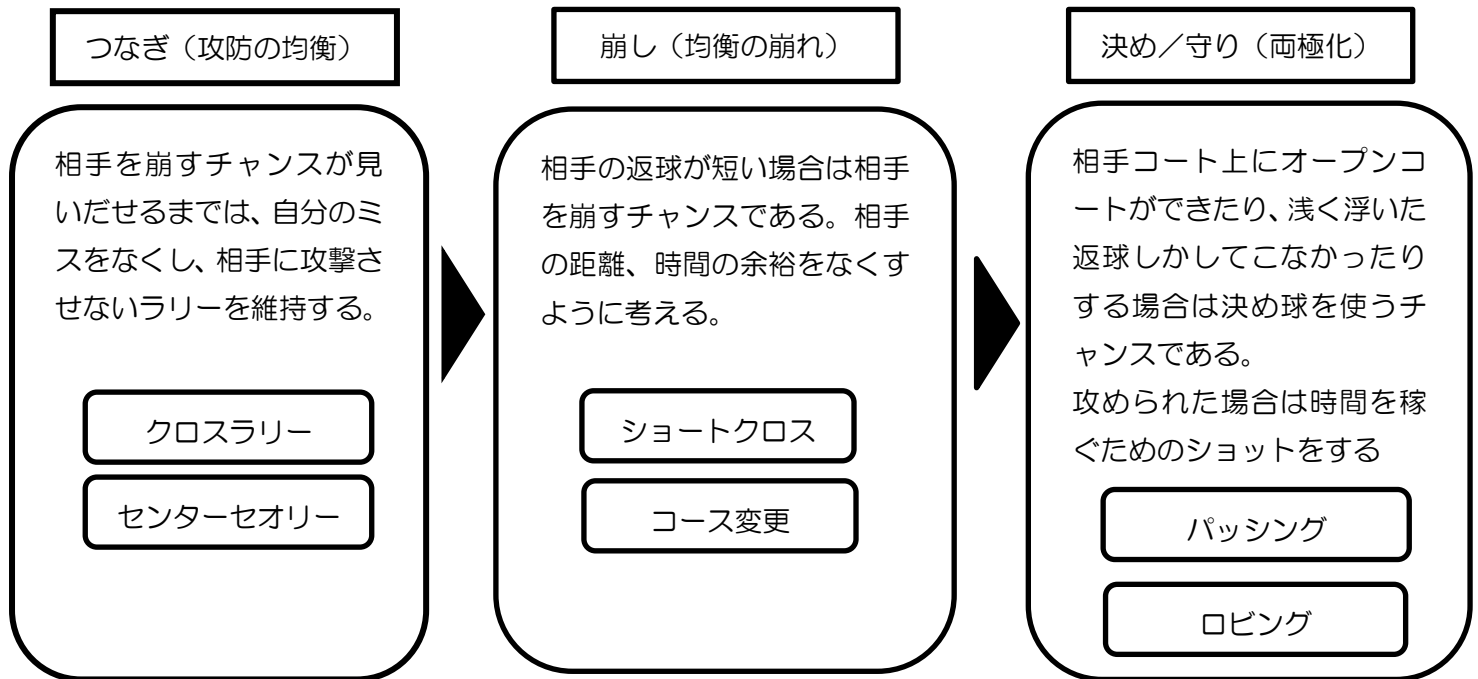 つなぎ（攻防の均衡）
相手を崩すチャンスが見
いだせるまでは、自分のミ
スをなくし、相手に攻撃さ
せないラリーを維持する。
クロスラリー
センターセオリー
崩し（均衡の崩れ）
相手の返球が短い場合は相手
を崩すチャンスである。相手
の距離、時間の余裕をなくす
ように考える。
ショートクロス
コース変更
決め／守り（両極化）
相手コート上にオープンコ
ートができたり、浅く浮いた
返球しかしてこなかったり
する場合は決め球を使うチ
ャンスである。
攻められた場合は時間を稼
ぐためのショットをする
パッシング
ロビング